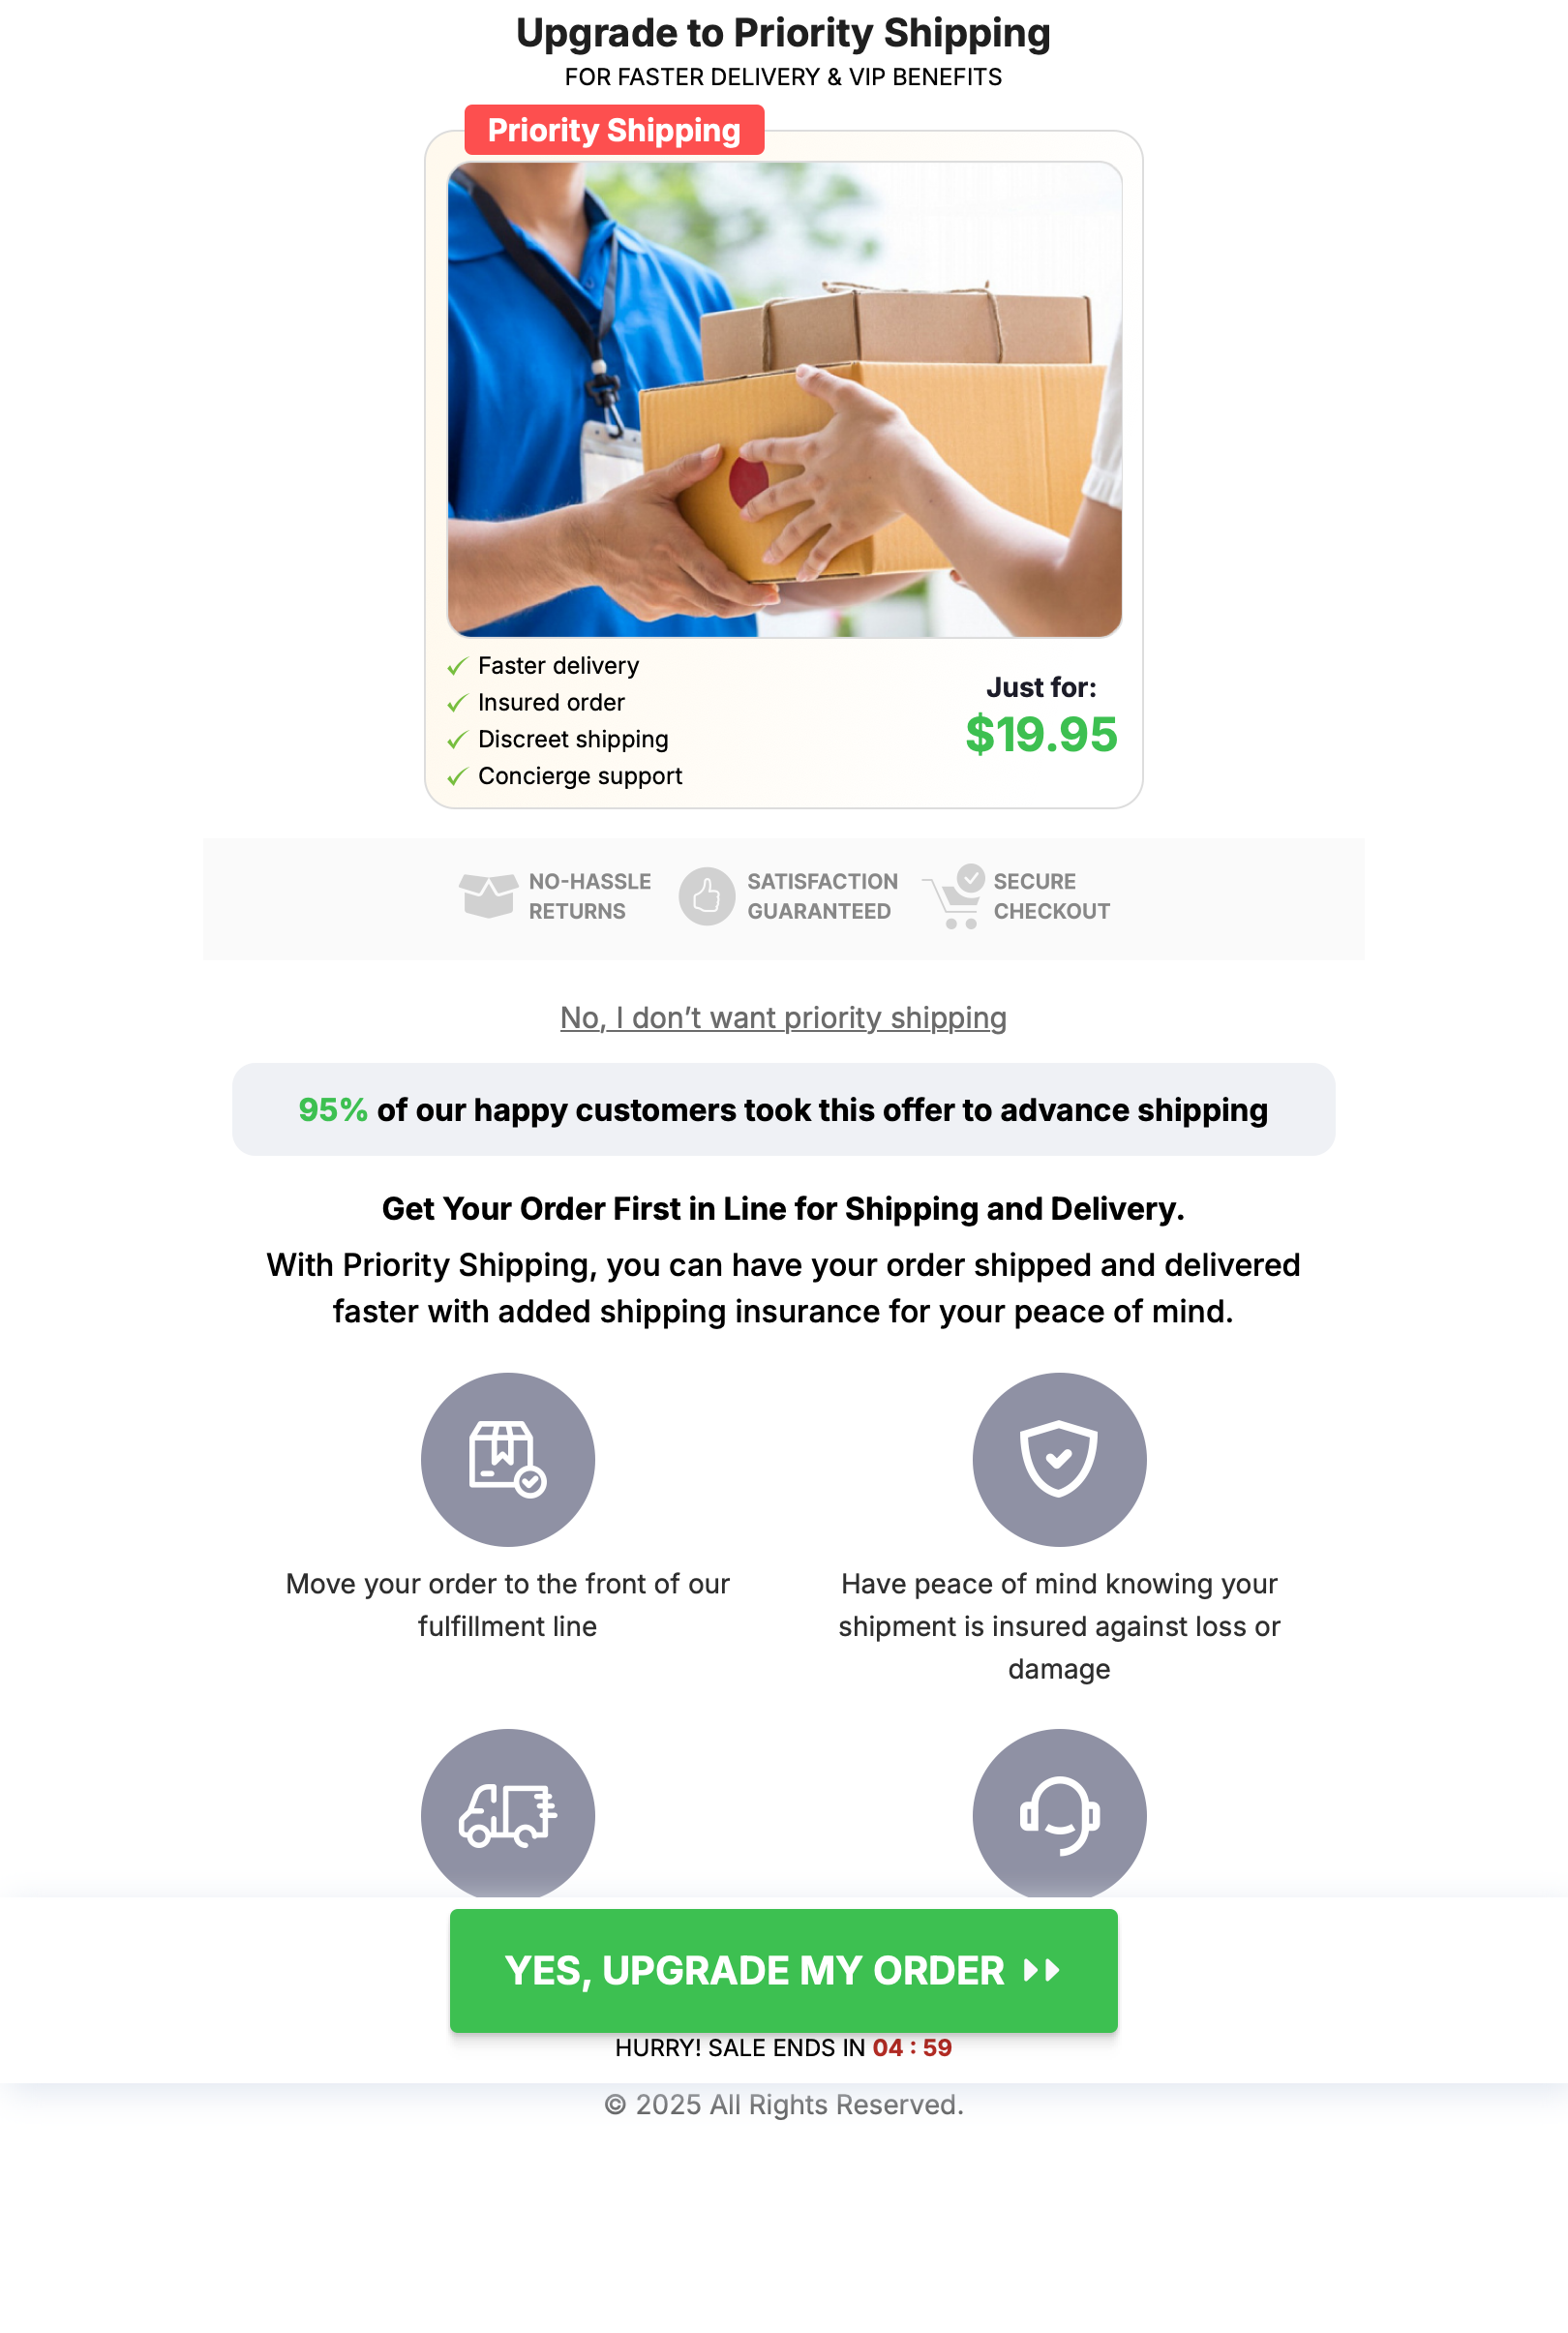 Upgrade to Priority Shipping
FOR FASTER DELIVERY & VIP BENEFITS
Priority Shipping
Faster delivery
Insured order
Discreet shipping
Concierge support
Just for:
$19.95
NO-HASSLE
RETURNS
SATISFACTION
GUARANTEED
SECURE
CHECKOUT
No, I don’t want priority shipping
95% of our happy customers took this offer to advance shipping
Get Your Order First in Line for Shipping and Delivery.
With Priority Shipping, you can have your order shipped and delivered
faster with added shipping insurance for your peace of mind.
Move your order to the front of our
fulfillment line
Have peace of mind knowing your
shipment is insured against loss or
damage
YES, UPGRADE MY ORDER
HURRY! SALE ENDS IN 04 : 59
© 2025 All Rights Reserved.